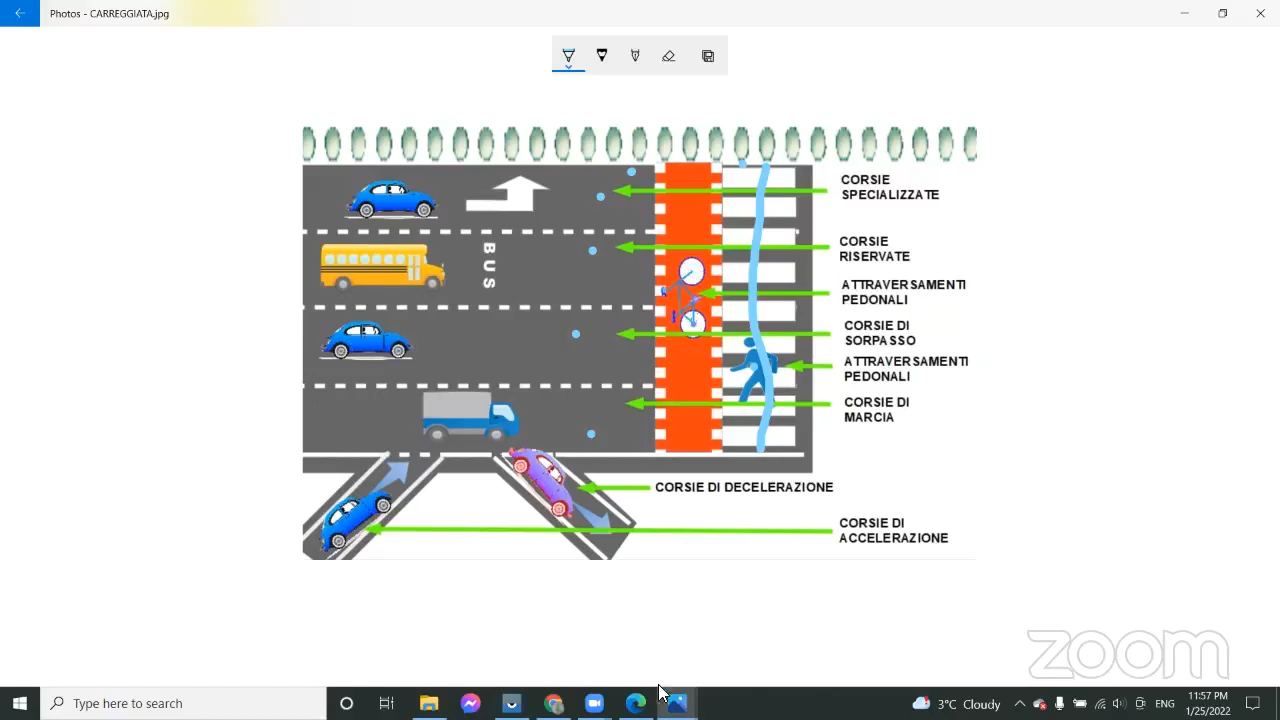 Photos - CARREGGIATA.jpg
CORSIE
SPECIALIZZATE
BUS
CORSIE
RISERVATE
ATTRAVERSAMENTI
PEDONALI
CORSIE DI
SORPASSO
ATTRAVERSAMENTI
PEDONALI
CORSIE DI
MARCIA
CORSIE DI DECELERAZIONE
CORSIE DI
ACCELERAZIONE
zoom
Type here to search
3°C Cloudy
ENG
11:57 PM
1/25/2022